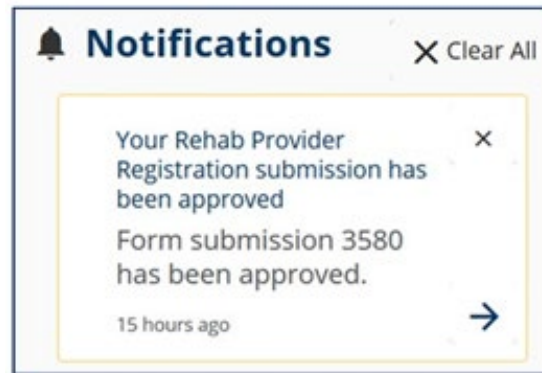 Notifications
Clear All
Your Rehab Provider
Registration submission has
been approved
Form submission 3580
has been approved.
15 hours ago